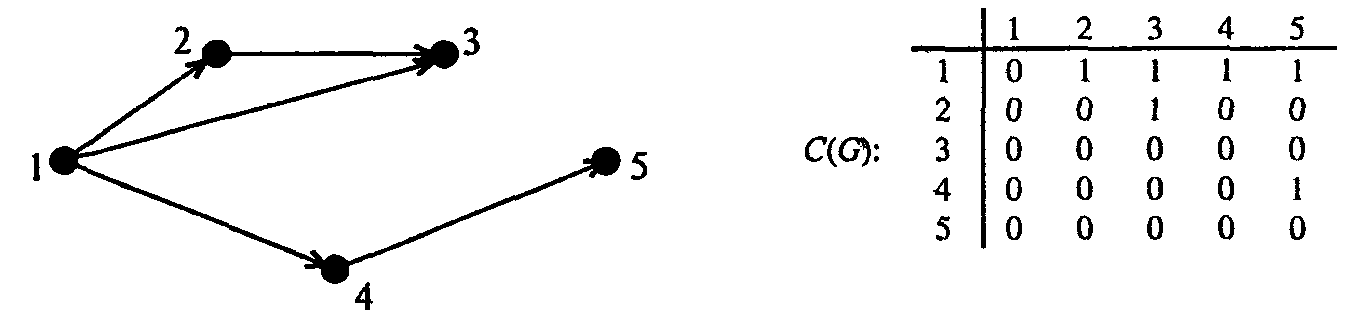 2
3
1
5
4
1 2 3 4 5
1 0 1 1 1 1
2 0 0 1 0 0
C(G): 3 0 0 0 0 0
4 0 0 0 0 1
5 0 0 0 0 0